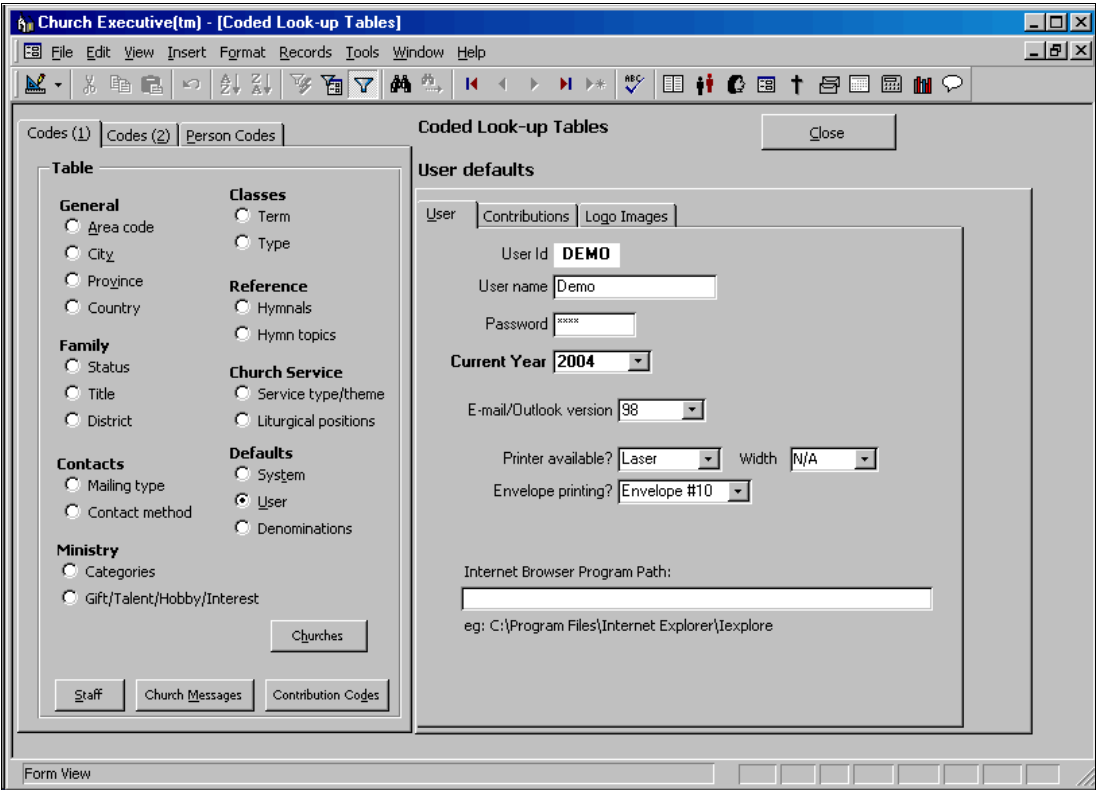 Church Executive(tm) - [Coded Look-up Tables]
File Edit View Insert Format Records Tools Window Help
ABC
Codes (1) Codes (2) Person Codes
Table
General
Area code
City
Province
Country
Family
Status
Title
District
Contacts
Mailing type
Contact method
Ministry
Categories
Gift/Talent/Hobby/Interest
Classes
Term
Type
Reference
Hymnals
Hymn topics
Church Service
Service type/theme
Liturgical positions
Defaults
System
User
Denominations
Churches
Staff Church Messages Contribution Codes
Coded Look-up Tables
Close
User defaults
User Contributions Logo Images
User Id DEMO
User name Demo
Password ****
Current Year 2004
E-mail/Outlook version 98
Printer available? Laser Width N/A
Envelope printing? Envelope #10
Internet Browser Program Path:
eg: C:\Program Files\Internet Explorer\Iexplore
Form View